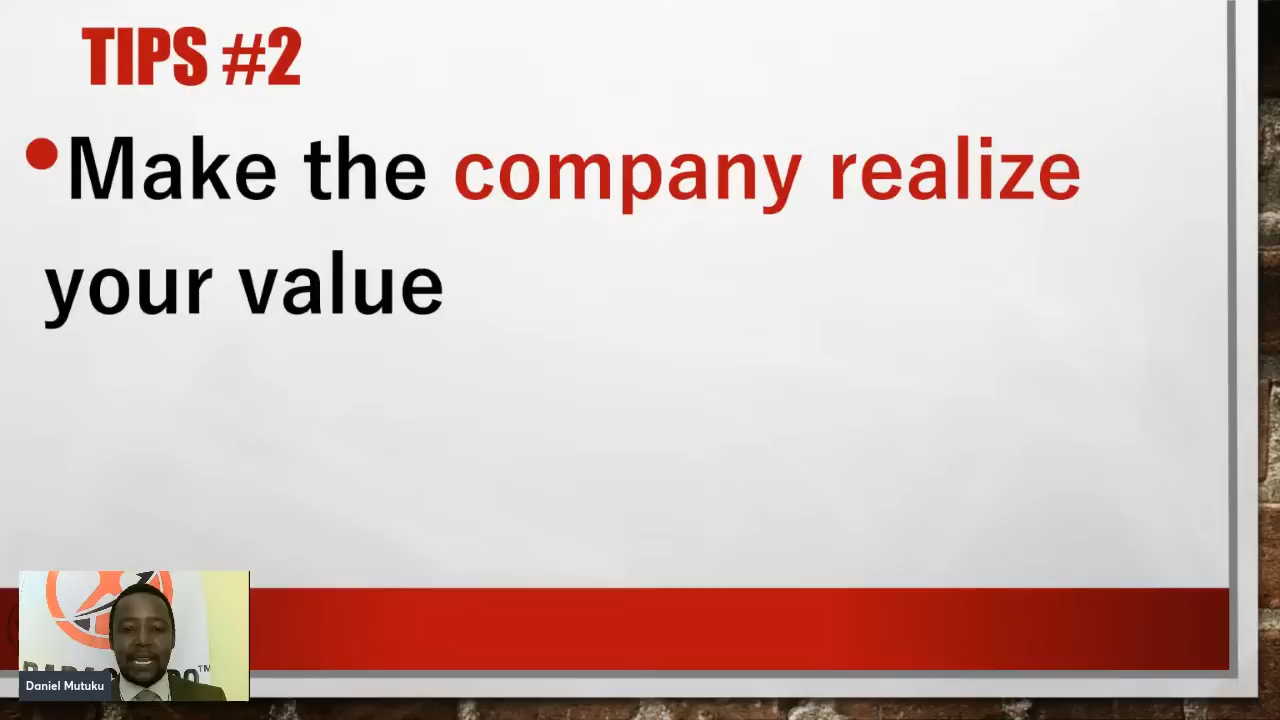 TIPS #2
•Make the company realize
your value
Daniel Mutuku